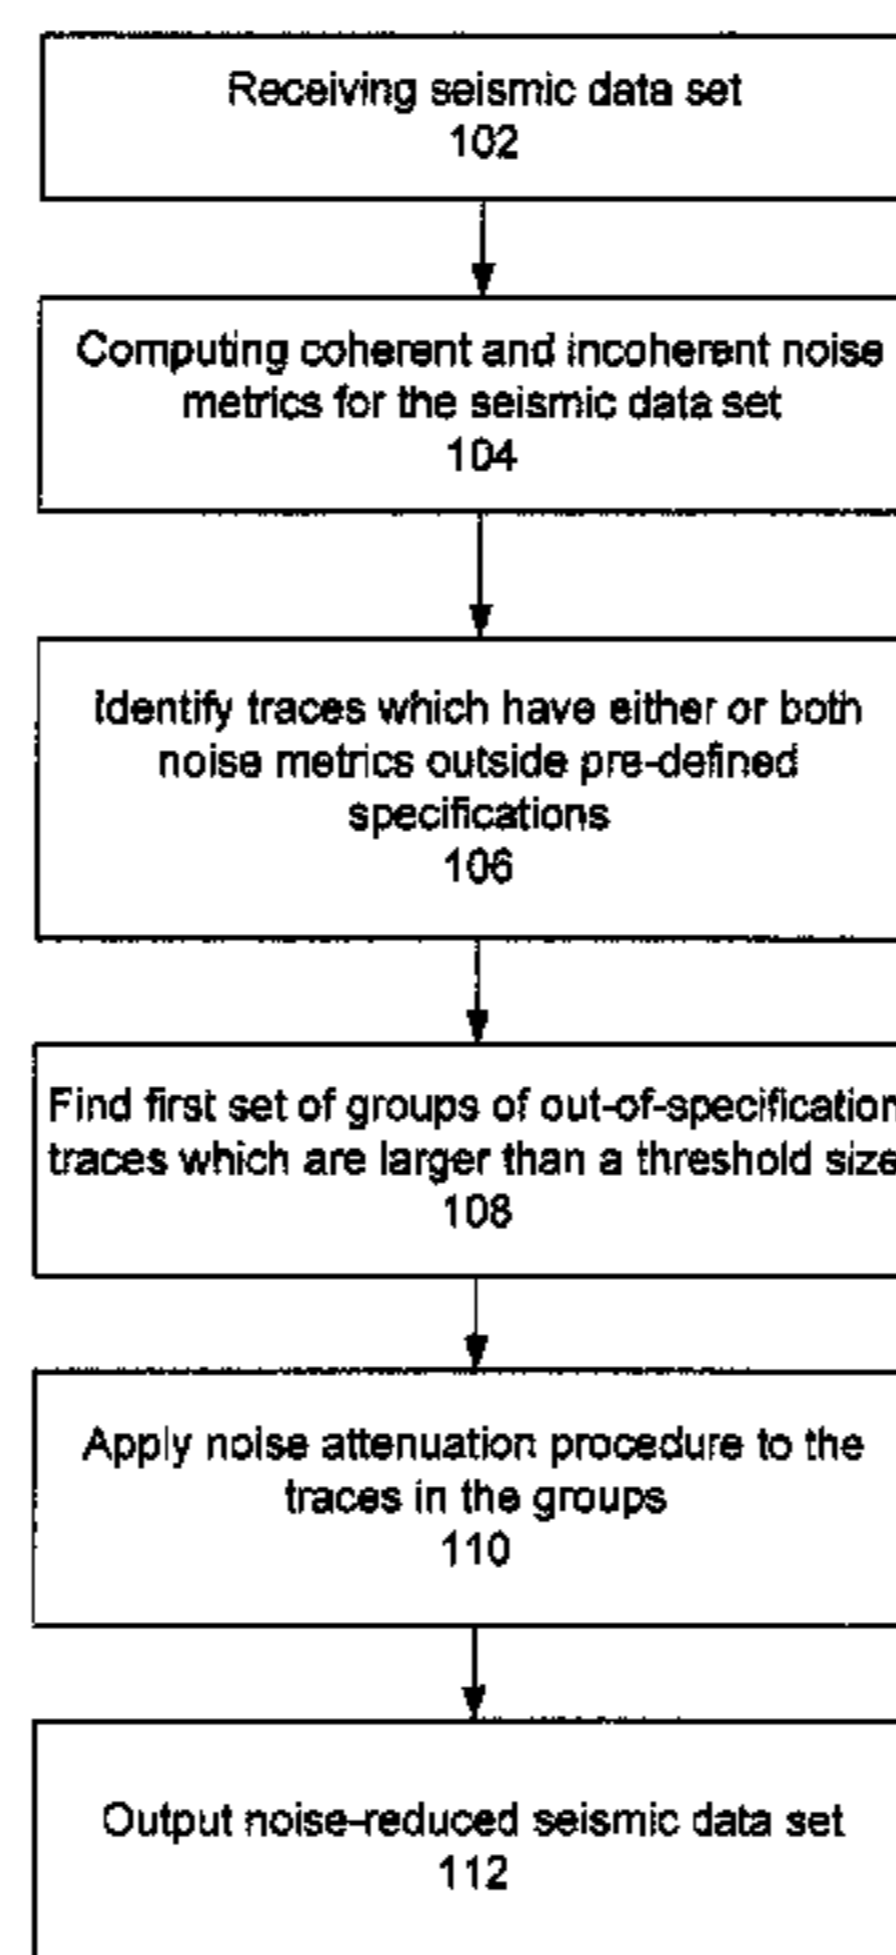 Receiving seismic data set
102
Computing coherent and incoherent noise
metrics for the seismic data set
104
Identify traces which have either or both
noise metrics outside pre-defined
specifications
106
Find first set of groups of out-of-specification
traces which are larger than a threshold size
108
Apply noise attenuation procedure to the
traces in the groups
110
Output noise-reduced seismic data set
112